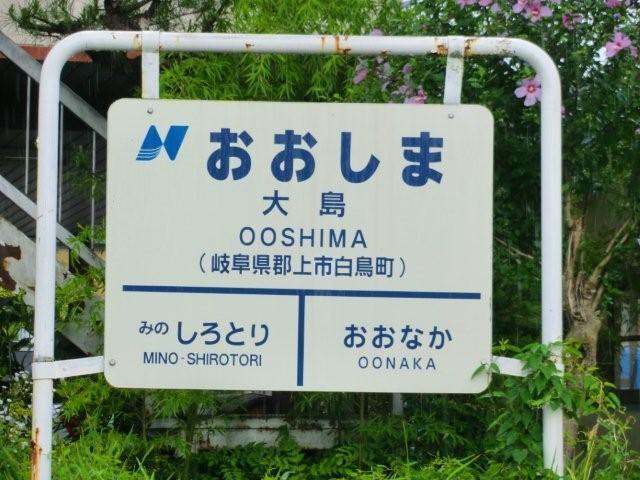 おおしま
大島
OOSHIMA
(岐阜県郡上市白鳥町)
みの しろとり
MINO-SHIROTORI
おおなか
OONAKA